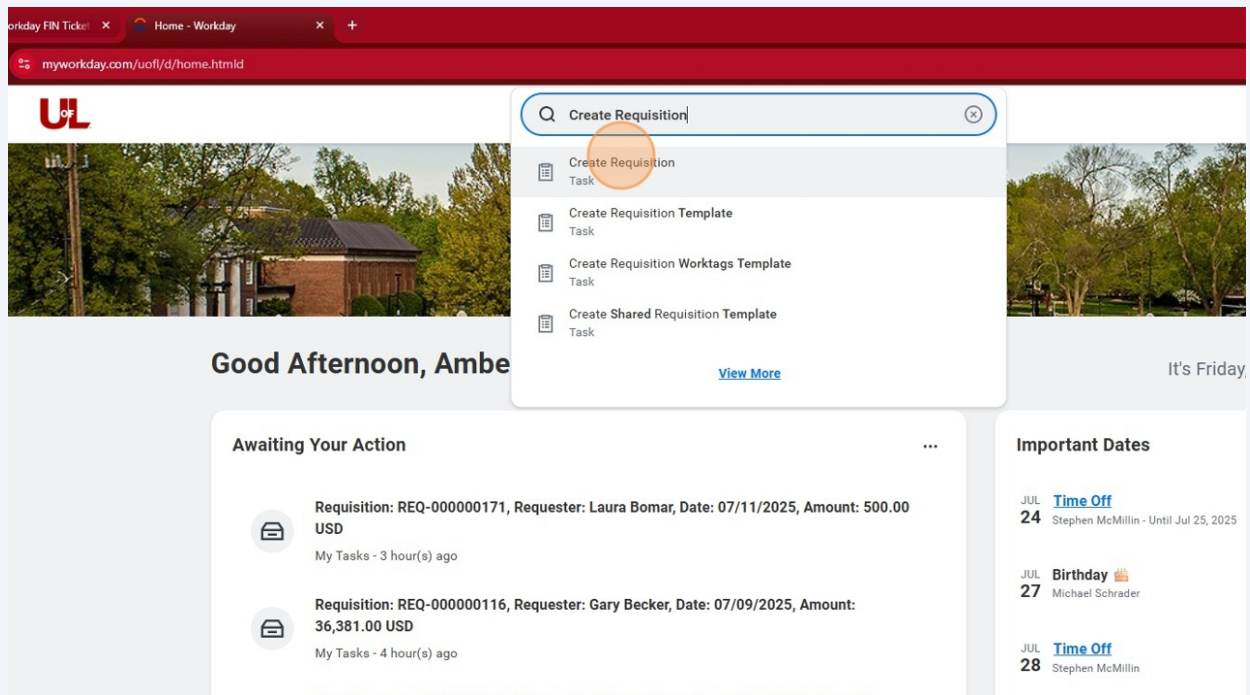 orkday FIN Ticket
Home - Workday
myworkday.com/uofl/d/home.htmld
UofL
Create Requisition
Create Requisition
Task
Create Requisition Template
Task
Create Requisition Worktags Template
Task
Create Shared Requisition Template
Task
View More
Good Afternoon, Ambe
It's Friday,
Awaiting Your Action
Requisition: REQ-000000171, Requester: Laura Bomar, Date: 07/11/2025, Amount: 500.00
USD
My Tasks - 3 hour(s) ago
Requisition: REQ-000000116, Requester: Gary Becker, Date: 07/09/2025, Amount:
36,381.00 USD
My Tasks - 4 hour(s) ago
Important Dates
JUL
24
Time Off
Stephen McMillin - Until Jul 25, 2025
JUL
27
Birthday 🎂
Michael Schrader
JUL
28
Time Off
Stephen McMillin